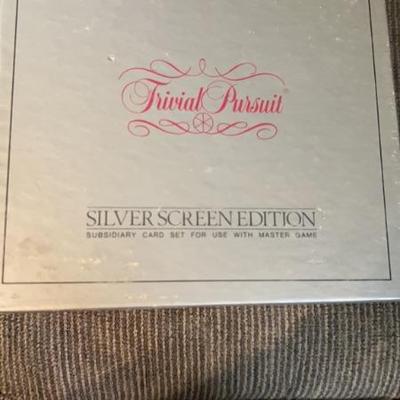 Trivial Pursuit®
SILVER SCREEN EDITION
SUBSIDIARY CARD SET FOR USE WITH MASTER GAME